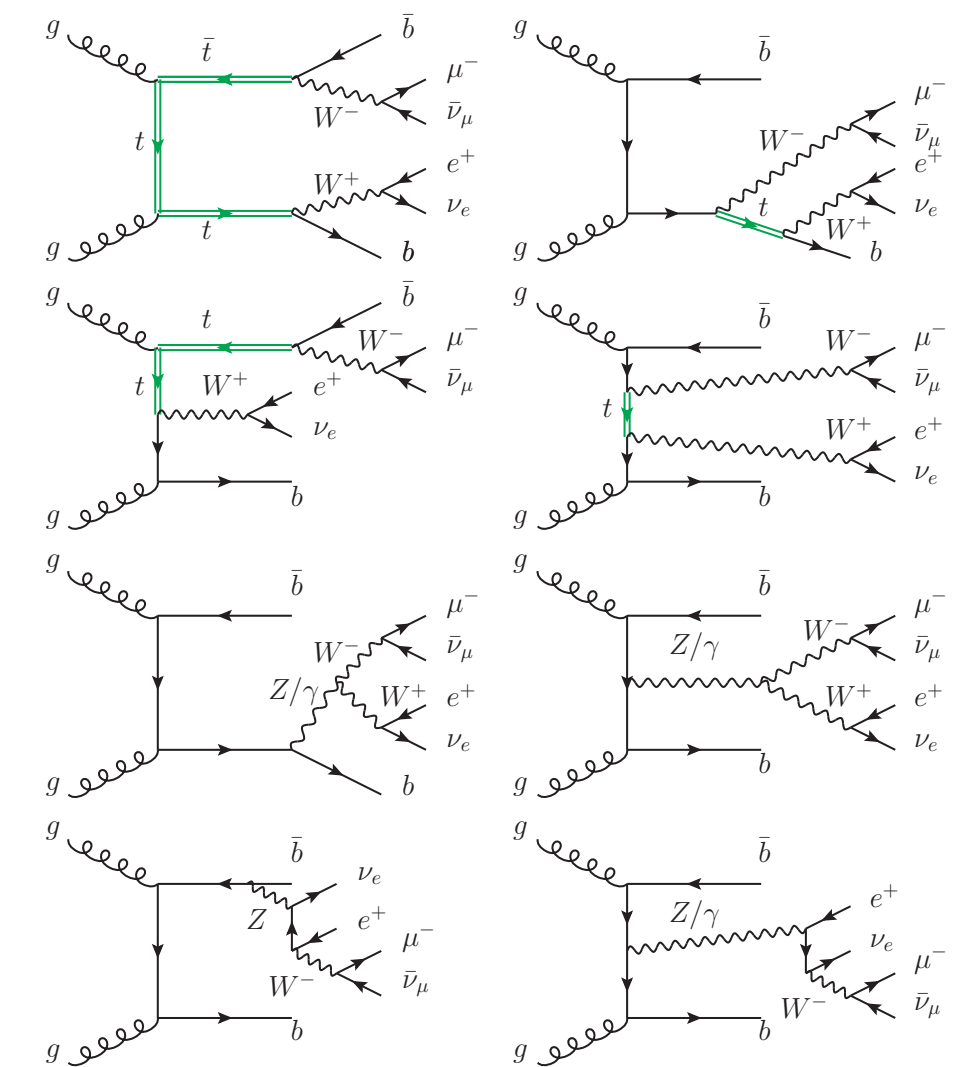 g t̄ b̄
μ⁻
W⁻ ν̄_μ
t
W⁺ e⁺
t ν_e
g b
g b̄
W⁻ μ⁻
ν̄_μ
e⁺
t ν_e
W⁺
g b
g t b̄
W⁻ μ⁻
ν̄_μ
t W⁺ e⁺
ν_e
g b
g b̄
W⁻ μ⁻
ν̄_μ
t
W⁺ e⁺
ν_e
g b
g b̄
μ⁻
W⁻ ν̄_μ
Z/γ W⁺ e⁺
ν_e
g b
g b̄
μ⁻
Z/γ W⁻ ν̄_μ
W⁺ e⁺
ν_e
g b
g b̄
ν_e
Z e⁺
μ⁻
W⁻ ν̄_μ
g b
g b̄
Z/γ e⁺
ν_e
μ⁻
W⁻ ν̄_μ
g b